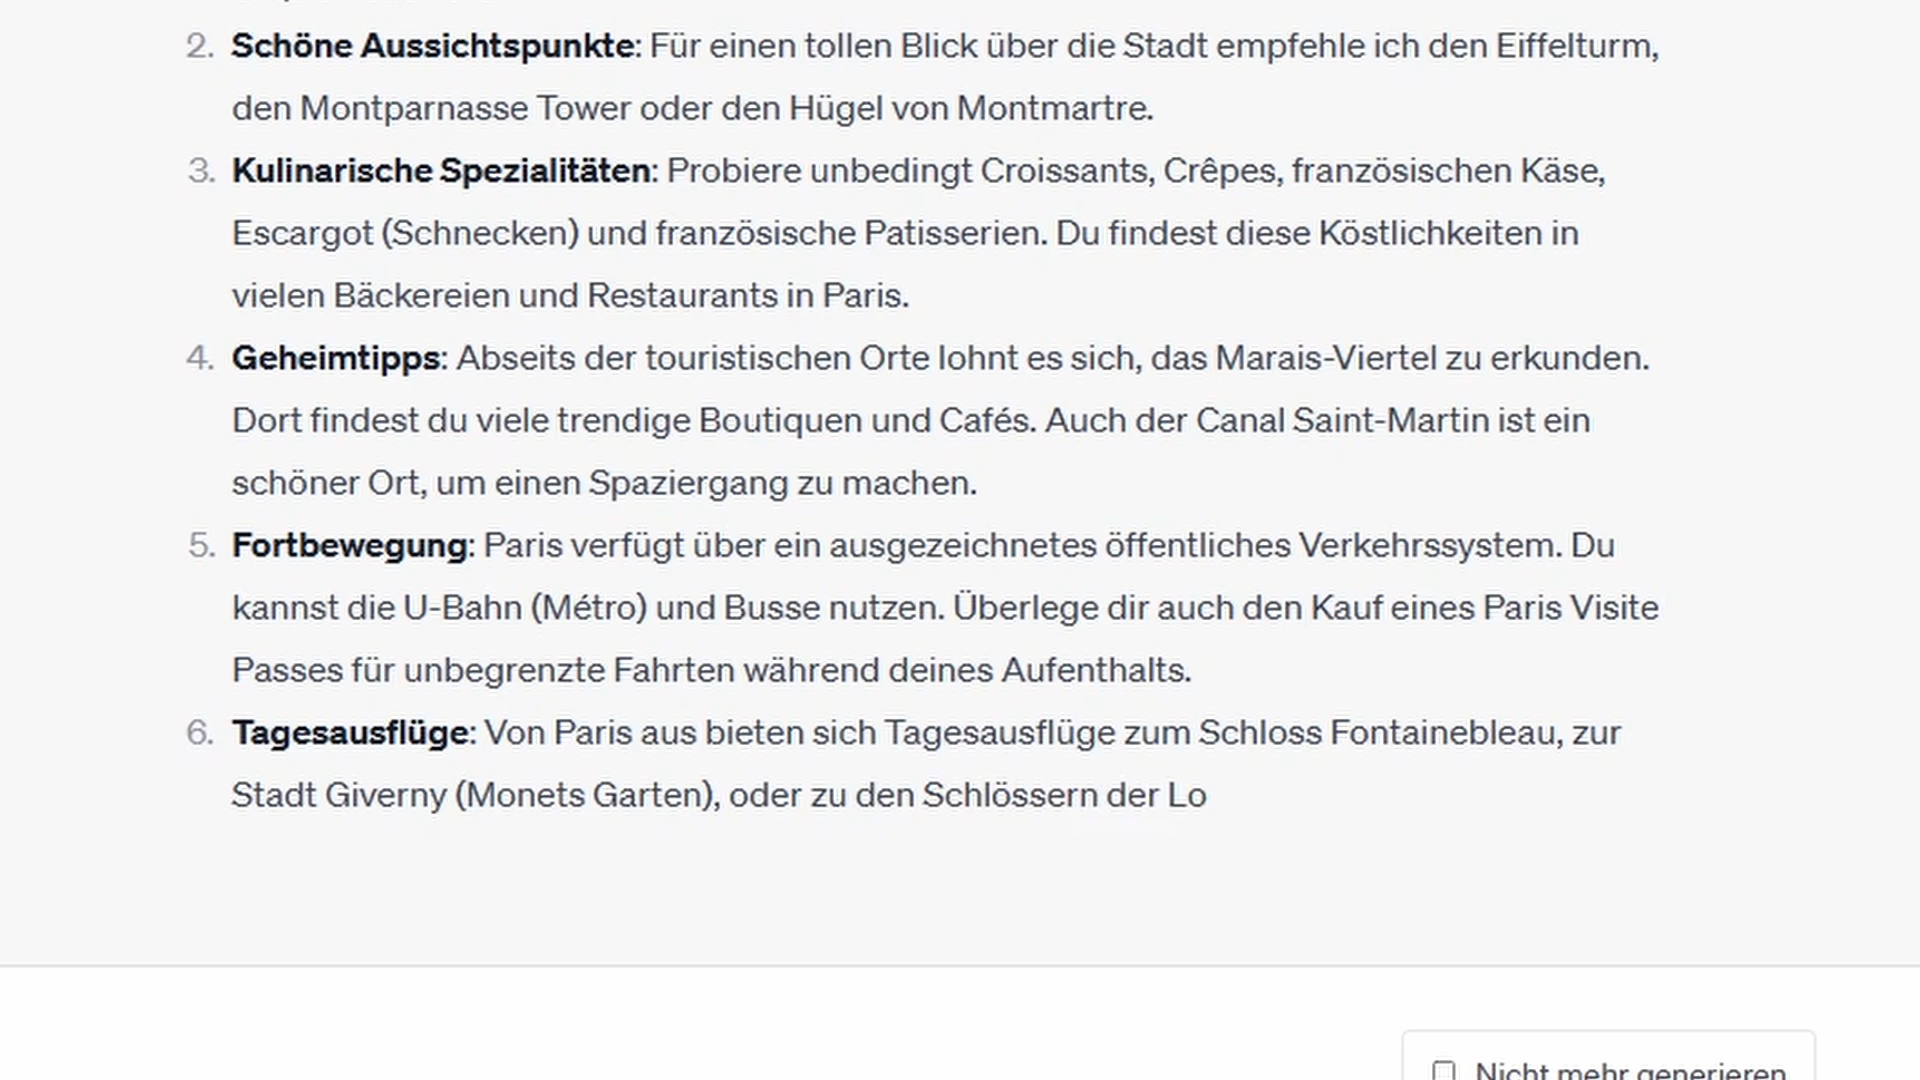 2. Schöne Aussichtspunkte: Für einen tollen Blick über die Stadt empfehle ich den Eiffelturm,
den Montparnasse Tower oder den Hügel von Montmartre.
3. Kulinarische Spezialitäten: Probiere unbedingt Croissants, Crêpes, französischen Käse,
Escargot (Schnecken) und französische Patisserien. Du findest diese Köstlichkeiten in
vielen Bäckereien und Restaurants in Paris.
4. Geheimtipps: Abseits der touristischen Orte lohnt es sich, das Marais-Viertel zu erkunden.
Dort findest du viele trendige Boutiquen und Cafés. Auch der Canal Saint-Martin ist ein
schöner Ort, um einen Spaziergang zu machen.
5. Fortbewegung: Paris verfügt über ein ausgezeichnetes öffentliches Verkehrssystem. Du
kannst die U-Bahn (Métro) und Busse nutzen. Überlege dir auch den Kauf eines Paris Visite
Passes für unbegrenzte Fahrten während deines Aufenthalts.
6. Tagesausflüge: Von Paris aus bieten sich Tagesausflüge zum Schloss Fontainebleau, zur
Stadt Giverny (Monets Garten), oder zu den Schlössern der Lo
Nicht mehr generieren